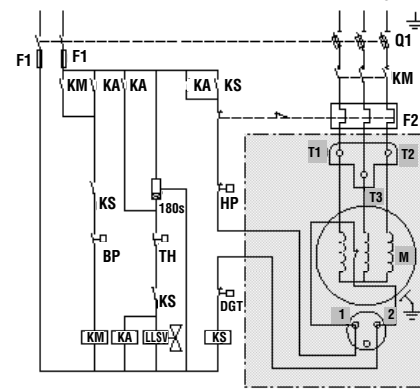 Q1
F1 F1
KM
KM KA KA KA KS
F2
T1 T2
T3
180s
HP
KS
BP TH
M
KS
DGT
1 2
KM KA LLSV KS